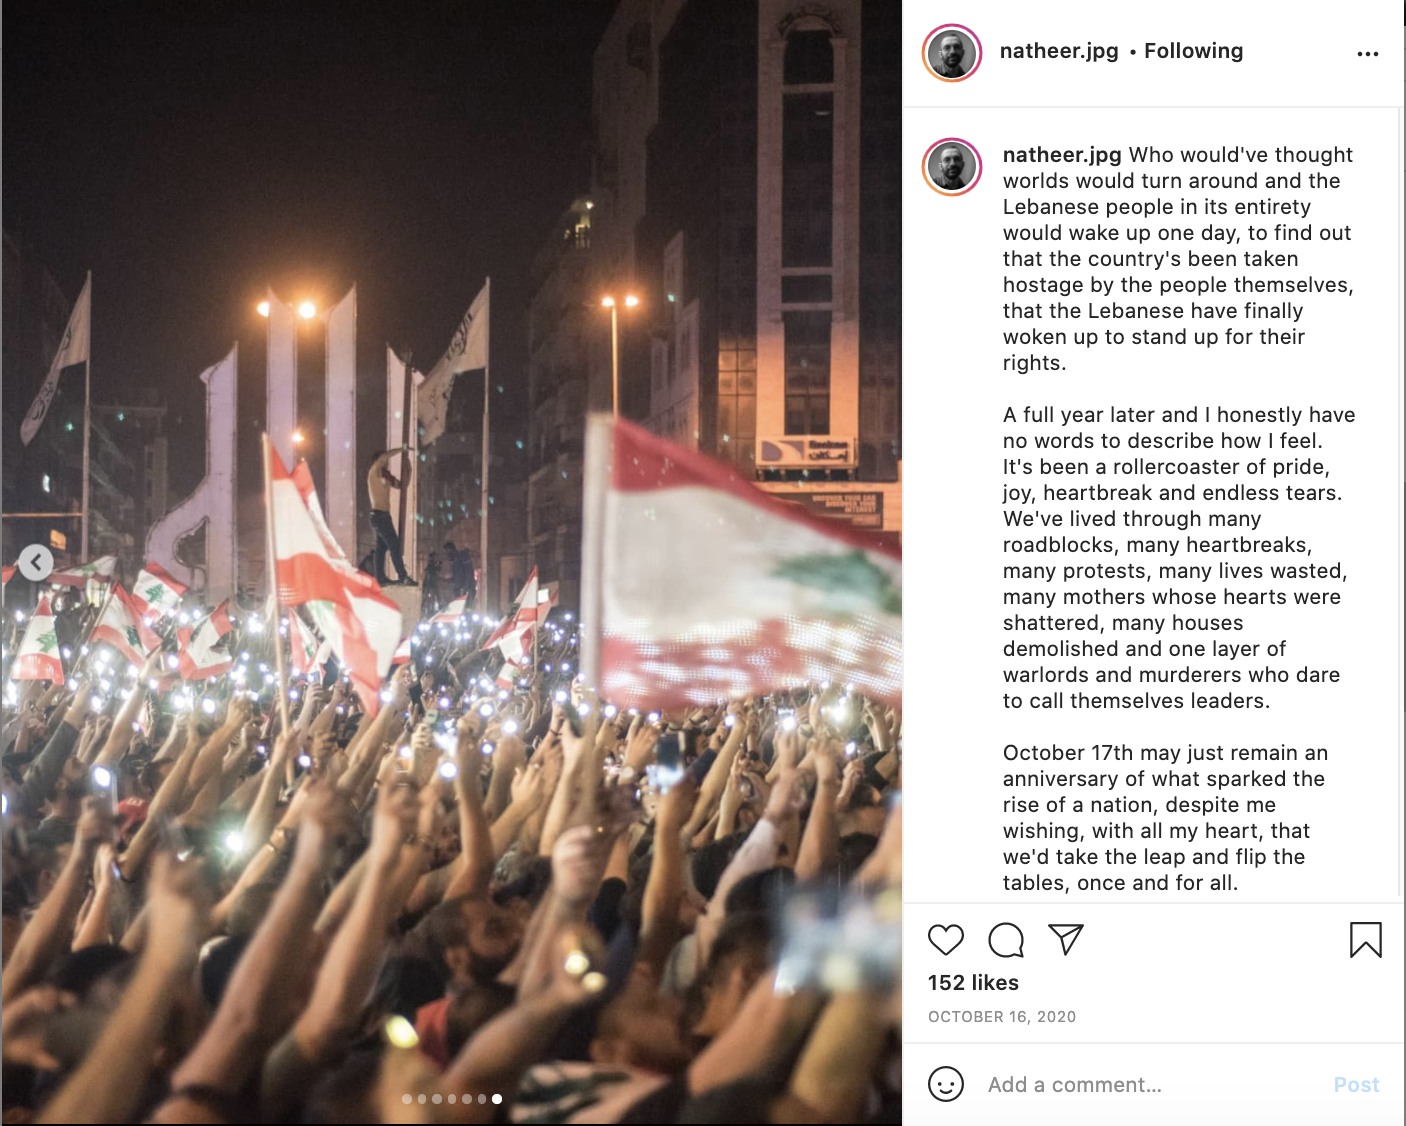 الله
natheer.jpg • Following
natheer.jpg Who would've thought
worlds would turn around and the
Lebanese people in its entirety
would wake up one day, to find out
that the country's been taken
hostage by the people themselves,
that the Lebanese have finally
woken up to stand up for their
rights.
A full year later and I honestly have
no words to describe how I feel.
It's been a rollercoaster of pride,
joy, heartbreak and endless tears.
We've lived through many
roadblocks, many heartbreaks,
many protests, many lives wasted,
many mothers whose hearts were
shattered, many houses
demolished and one layer of
warlords and murderers who dare
to call themselves leaders.
October 17th may just remain an
anniversary of what sparked the
rise of a nation, despite me
wishing, with all my heart, that
we'd take the leap and flip the
tables, once and for all.
152 likes
OCTOBER 16, 2020
Add a comment... Post